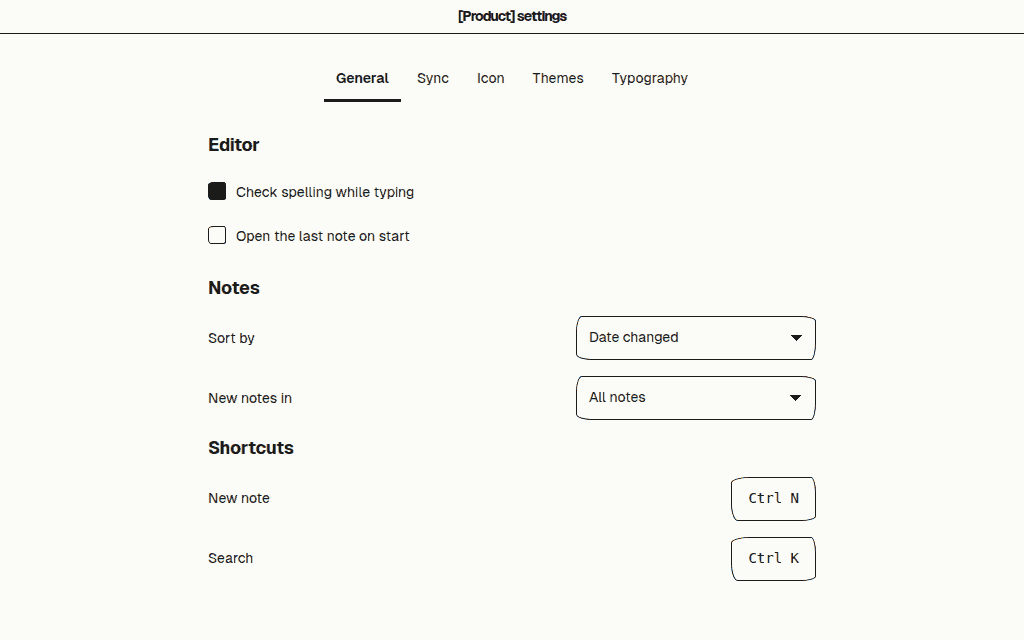 [Product] settings
General Sync Icon Themes Typography
Editor
Check spelling while typing
Open the last note on start
Notes
Sort by Date changed
New notes in All notes
Shortcuts
New note Ctrl N
Search Ctrl K